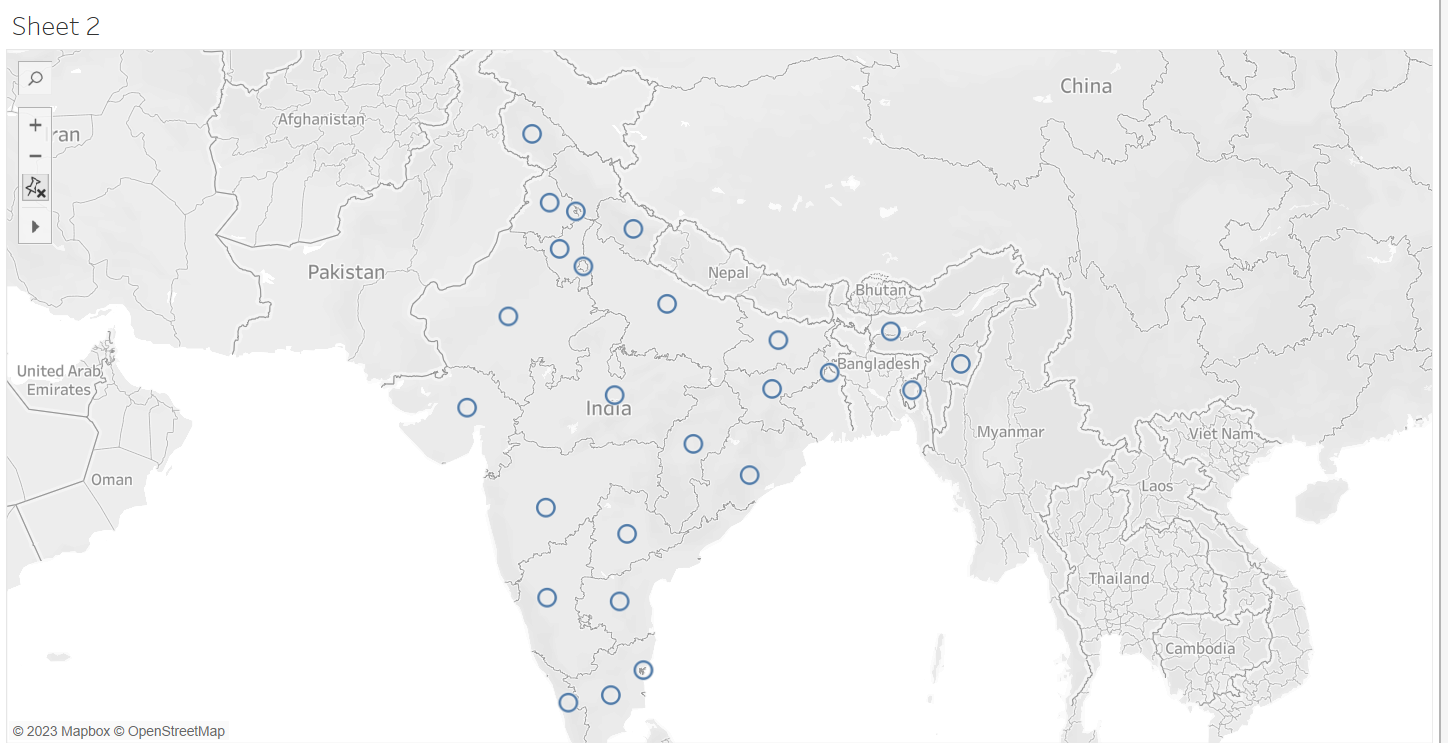 Sheet 2
China
Afghanistan
ran
Pakistan
Nepal
Bhutan
United Arab
Emirates
Bangladesh
India
Myanmar
Viet Nam
Oman
Laos
Thailand
Cambodia
© 2023 Mapbox © OpenStreetMap